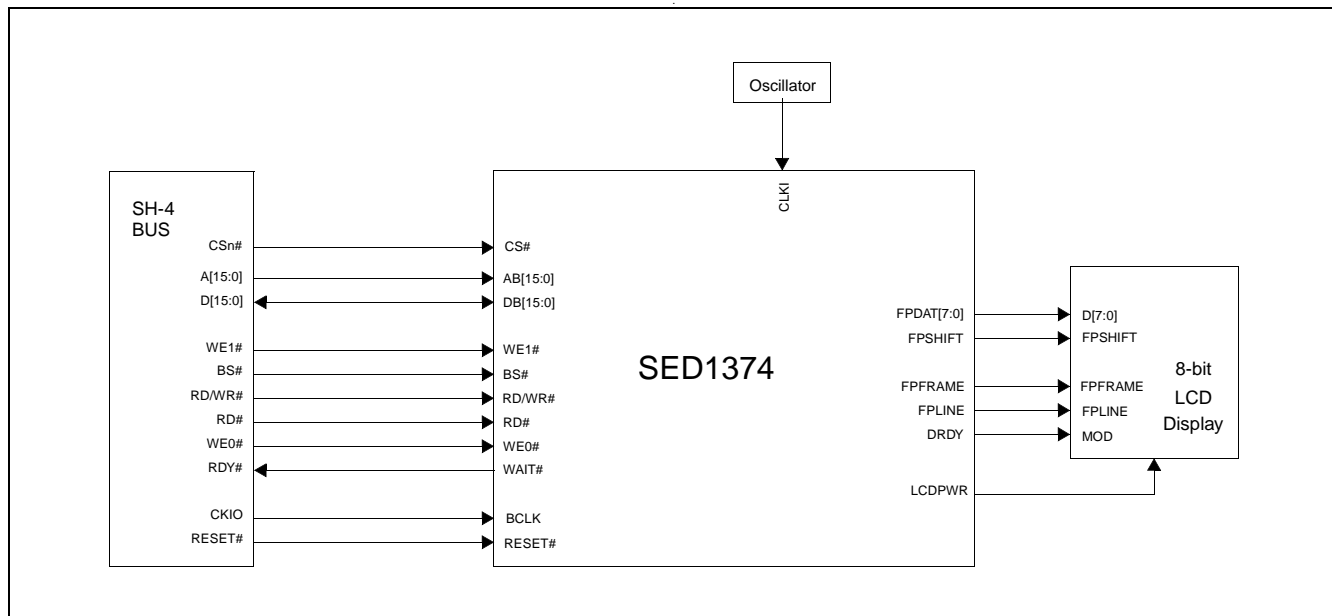 Oscillator
CLKI
SH-4
BUS
CSn#
A[15:0]
D[15:0]
WE1#
BS#
RD/WR#
RD#
WE0#
RDY#
CKIO
RESET#
CS#
AB[15:0]
DB[15:0]
WE1#
BS#
RD/WR#
RD#
WE0#
WAIT#
BCLK
RESET#
SED1374
FPDAT[7:0]
FPSHIFT
FPFRAME
FPLINE
DRDY
LCDPWR
D[7:0]
FPSHIFT
FPFRAME
FPLINE
MOD
8-bit
LCD
Display